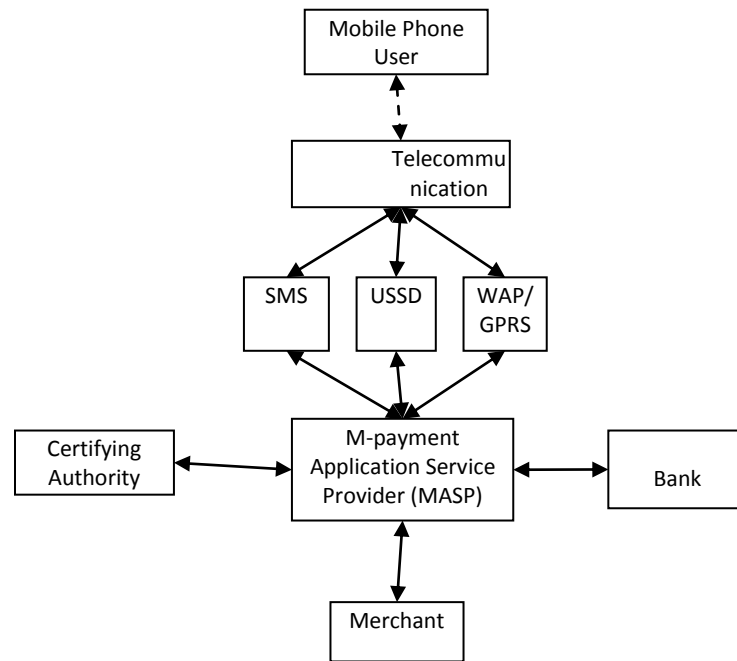 Mobile Phone
User
Telecommu
nication
SMS
USSD
WAP/
GPRS
M-payment
Application Service
Provider (MASP)
Certifying
Authority
Bank
Merchant